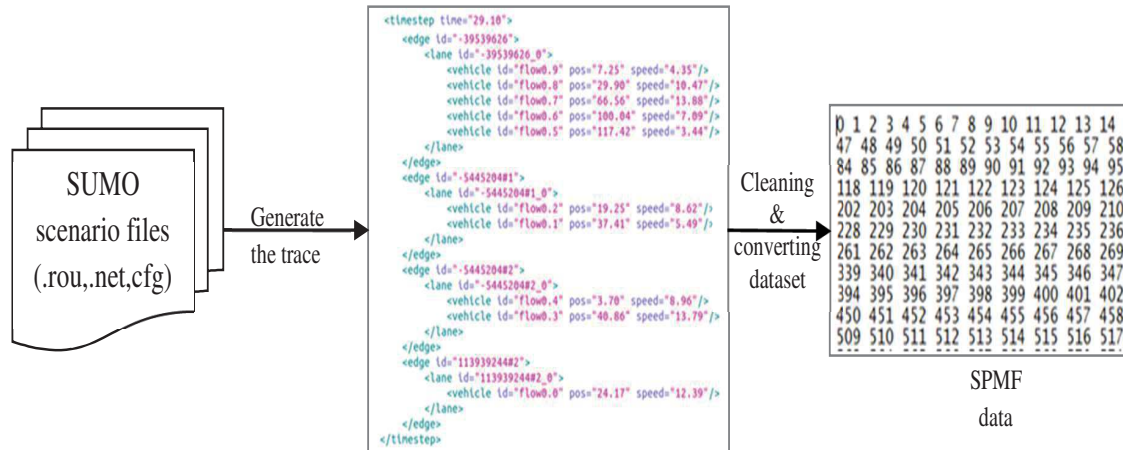 SUMO
scenario files
(.rou,.net,cfg)
Generate
the trace
<timestep time="29.10">
<edge id="-39539626">
<lane id="-39539626_0">
<vehicle id="flow0.9" pos="7.25" speed="4.35"/>
<vehicle id="flow0.8" pos="29.90" speed="10.47"/>
<vehicle id="flow0.7" pos="66.56" speed="13.88"/>
<vehicle id="flow0.6" pos="100.04" speed="7.09"/>
<vehicle id="flow0.5" pos="117.42" speed="3.44"/>
</lane>
</edge>
<edge id="-5445204#1">
<lane id="-5445204#1_0">
<vehicle id="flow0.2" pos="19.25" speed="8.62"/>
<vehicle id="flow0.1" pos="37.41" speed="5.49"/>
</lane>
</edge>
<edge id="-5445204#2">
<lane id="-5445204#2_0">
<vehicle id="flow0.4" pos="3.70" speed="8.96"/>
<vehicle id="flow0.3" pos="40.86" speed="13.79"/>
</lane>
</edge>
<edge id="113939244#2">
<lane id="113939244#2_0">
<vehicle id="flow0.0" pos="24.17" speed="12.39"/>
</lane>
</edge>
</timestep>
Cleaning
&
converting
dataset
0 1 2 3 4 5 6 7 8 9 10 11 12 13 14
47 48 49 50 51 52 53 54 55 56 57 58
84 85 86 87 88 89 90 91 92 93 94 95
118 119 120 121 122 123 124 125 126
202 203 204 205 206 207 208 209 210
228 229 230 231 232 233 234 235 236
261 262 263 264 265 266 267 268 269
339 340 341 342 343 344 345 346 347
394 395 396 397 398 399 400 401 402
450 451 452 453 454 455 456 457 458
509 510 511 512 513 514 515 516 517
SPMF
data